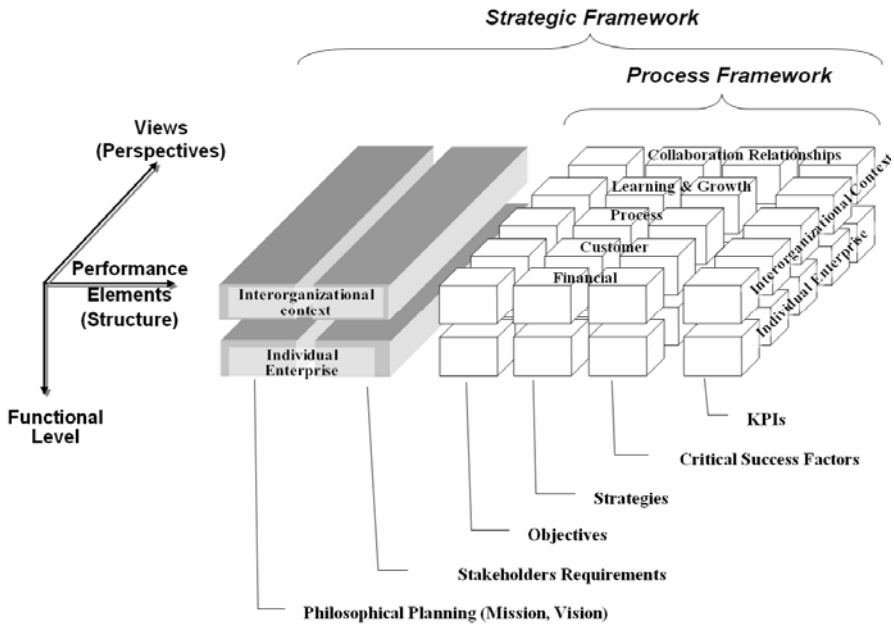 Strategic Framework
Process Framework
Views
(Perspectives)
Collaboration Relationships
Learning & Growth
Process
Customer
Financial
Interorganizational Context
Individual Enterprise
Performance
Elements
(Structure)
Interorganizational
context
Individual
Enterprise
Functional
Level
KPIs
Critical Success Factors
Strategies
Objectives
Stakeholders Requirements
Philosophical Planning (Mission, Vision)